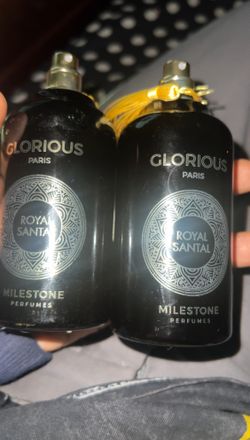 GLORIOUS
PARIS
ROYAL
SANTAL
MILESTONE
PERFUMES
GLORIOUS
PARIS
ROYAL
SANTAL
MILESTONE
PERFUMES